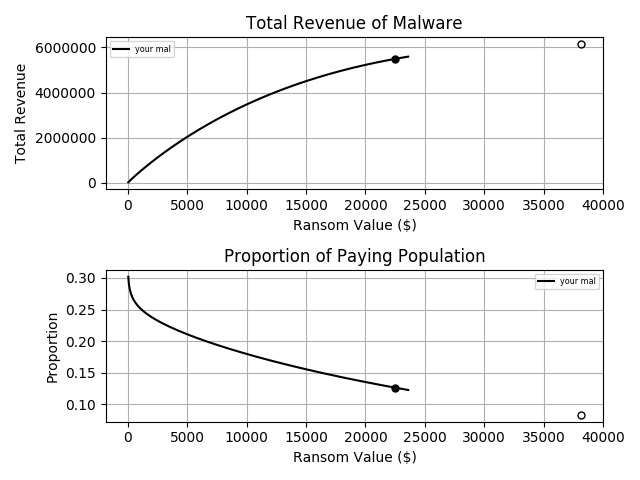 Total Revenue of Malware
your mal
6000000
4000000
2000000
0
Total Revenue
0 5000 10000 15000 20000 25000 30000 35000 40000
Ransom Value ($)
Proportion of Paying Population
your mal
0.30
0.25
0.20
0.15
0.10
Proportion
0 5000 10000 15000 20000 25000 30000 35000 40000
Ransom Value ($)